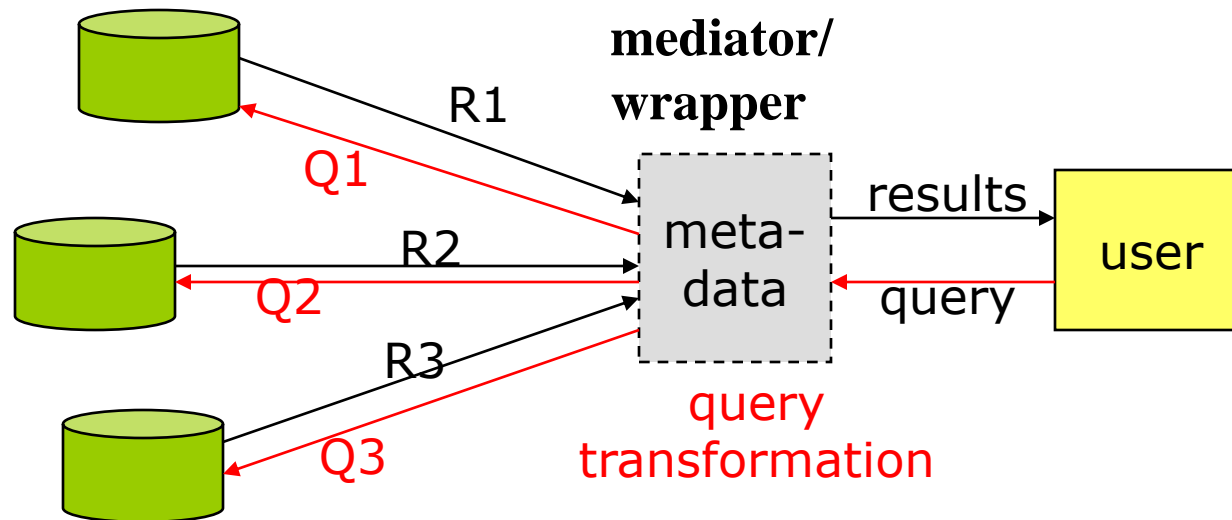 mediator/
wrapper
R1
Q1
results
meta-
data
user
R2
Q2
query
R3
Q3
query
transformation